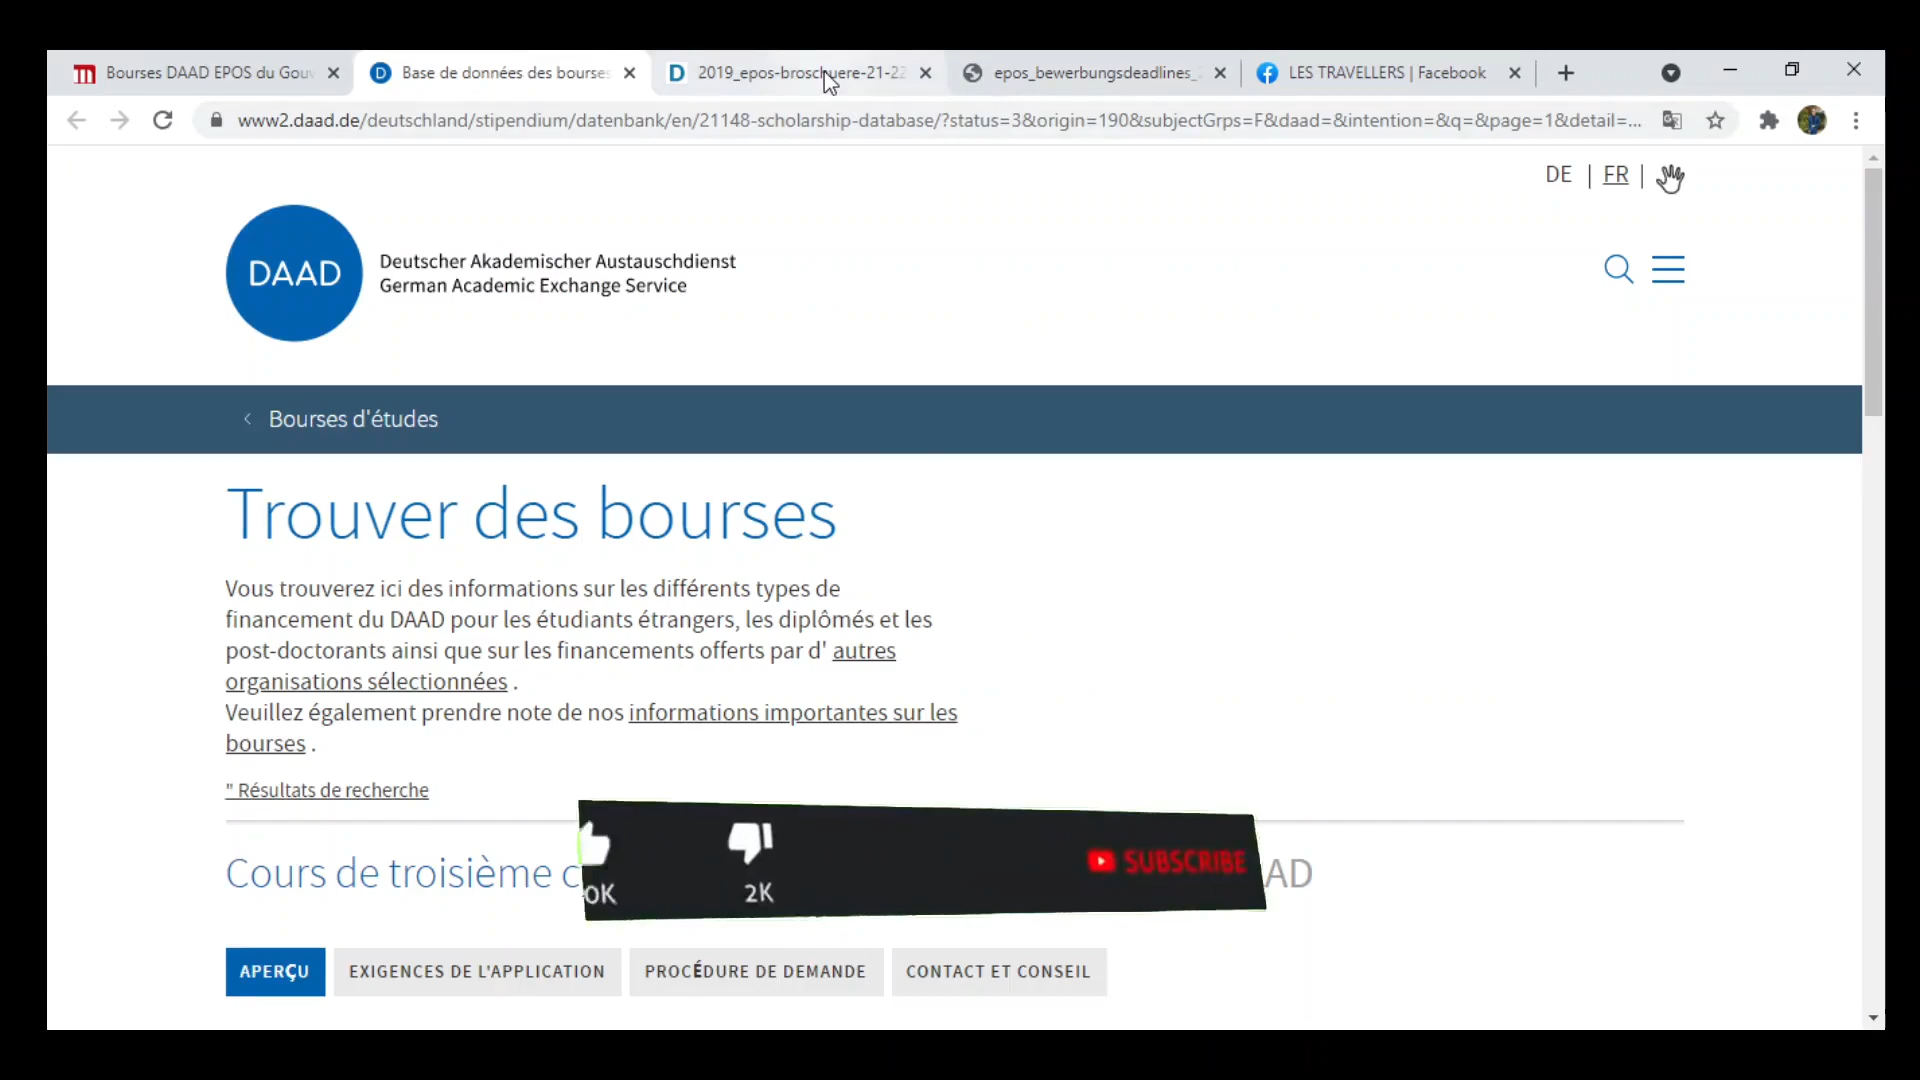 Bourses DAAD EPOS du Gouv
Base de données des bourses
2019_epos-broschuere-21-22
epos_bewerbungsdeadlines_
LES TRAVELLERS | Facebook
www2.daad.de/deutschland/stipendium/datenbank/en/21148-scholarship-database/?status=3&origin=190&subjectGrps=F&daad=&intention=&q=&page=1&detail=...
DE | FR |
DAAD
Deutscher Akademischer Austauschdienst
German Academic Exchange Service
Bourses d'études
Trouver des bourses
Vous trouverez ici des informations sur les différents types de
financement du DAAD pour les étudiants étrangers, les diplômés et les
post-doctorants ainsi que sur les financements offerts par d' autres
organisations sélectionnées .
Veuillez également prendre note de nos informations importantes sur les
bourses .
" Résultats de recherche
Cours de troisième c
AD
0K
2K
SUBSCRIBE
APERÇU
EXIGENCES DE L'APPLICATION
PROCÉDURE DE DEMANDE
CONTACT ET CONSEIL